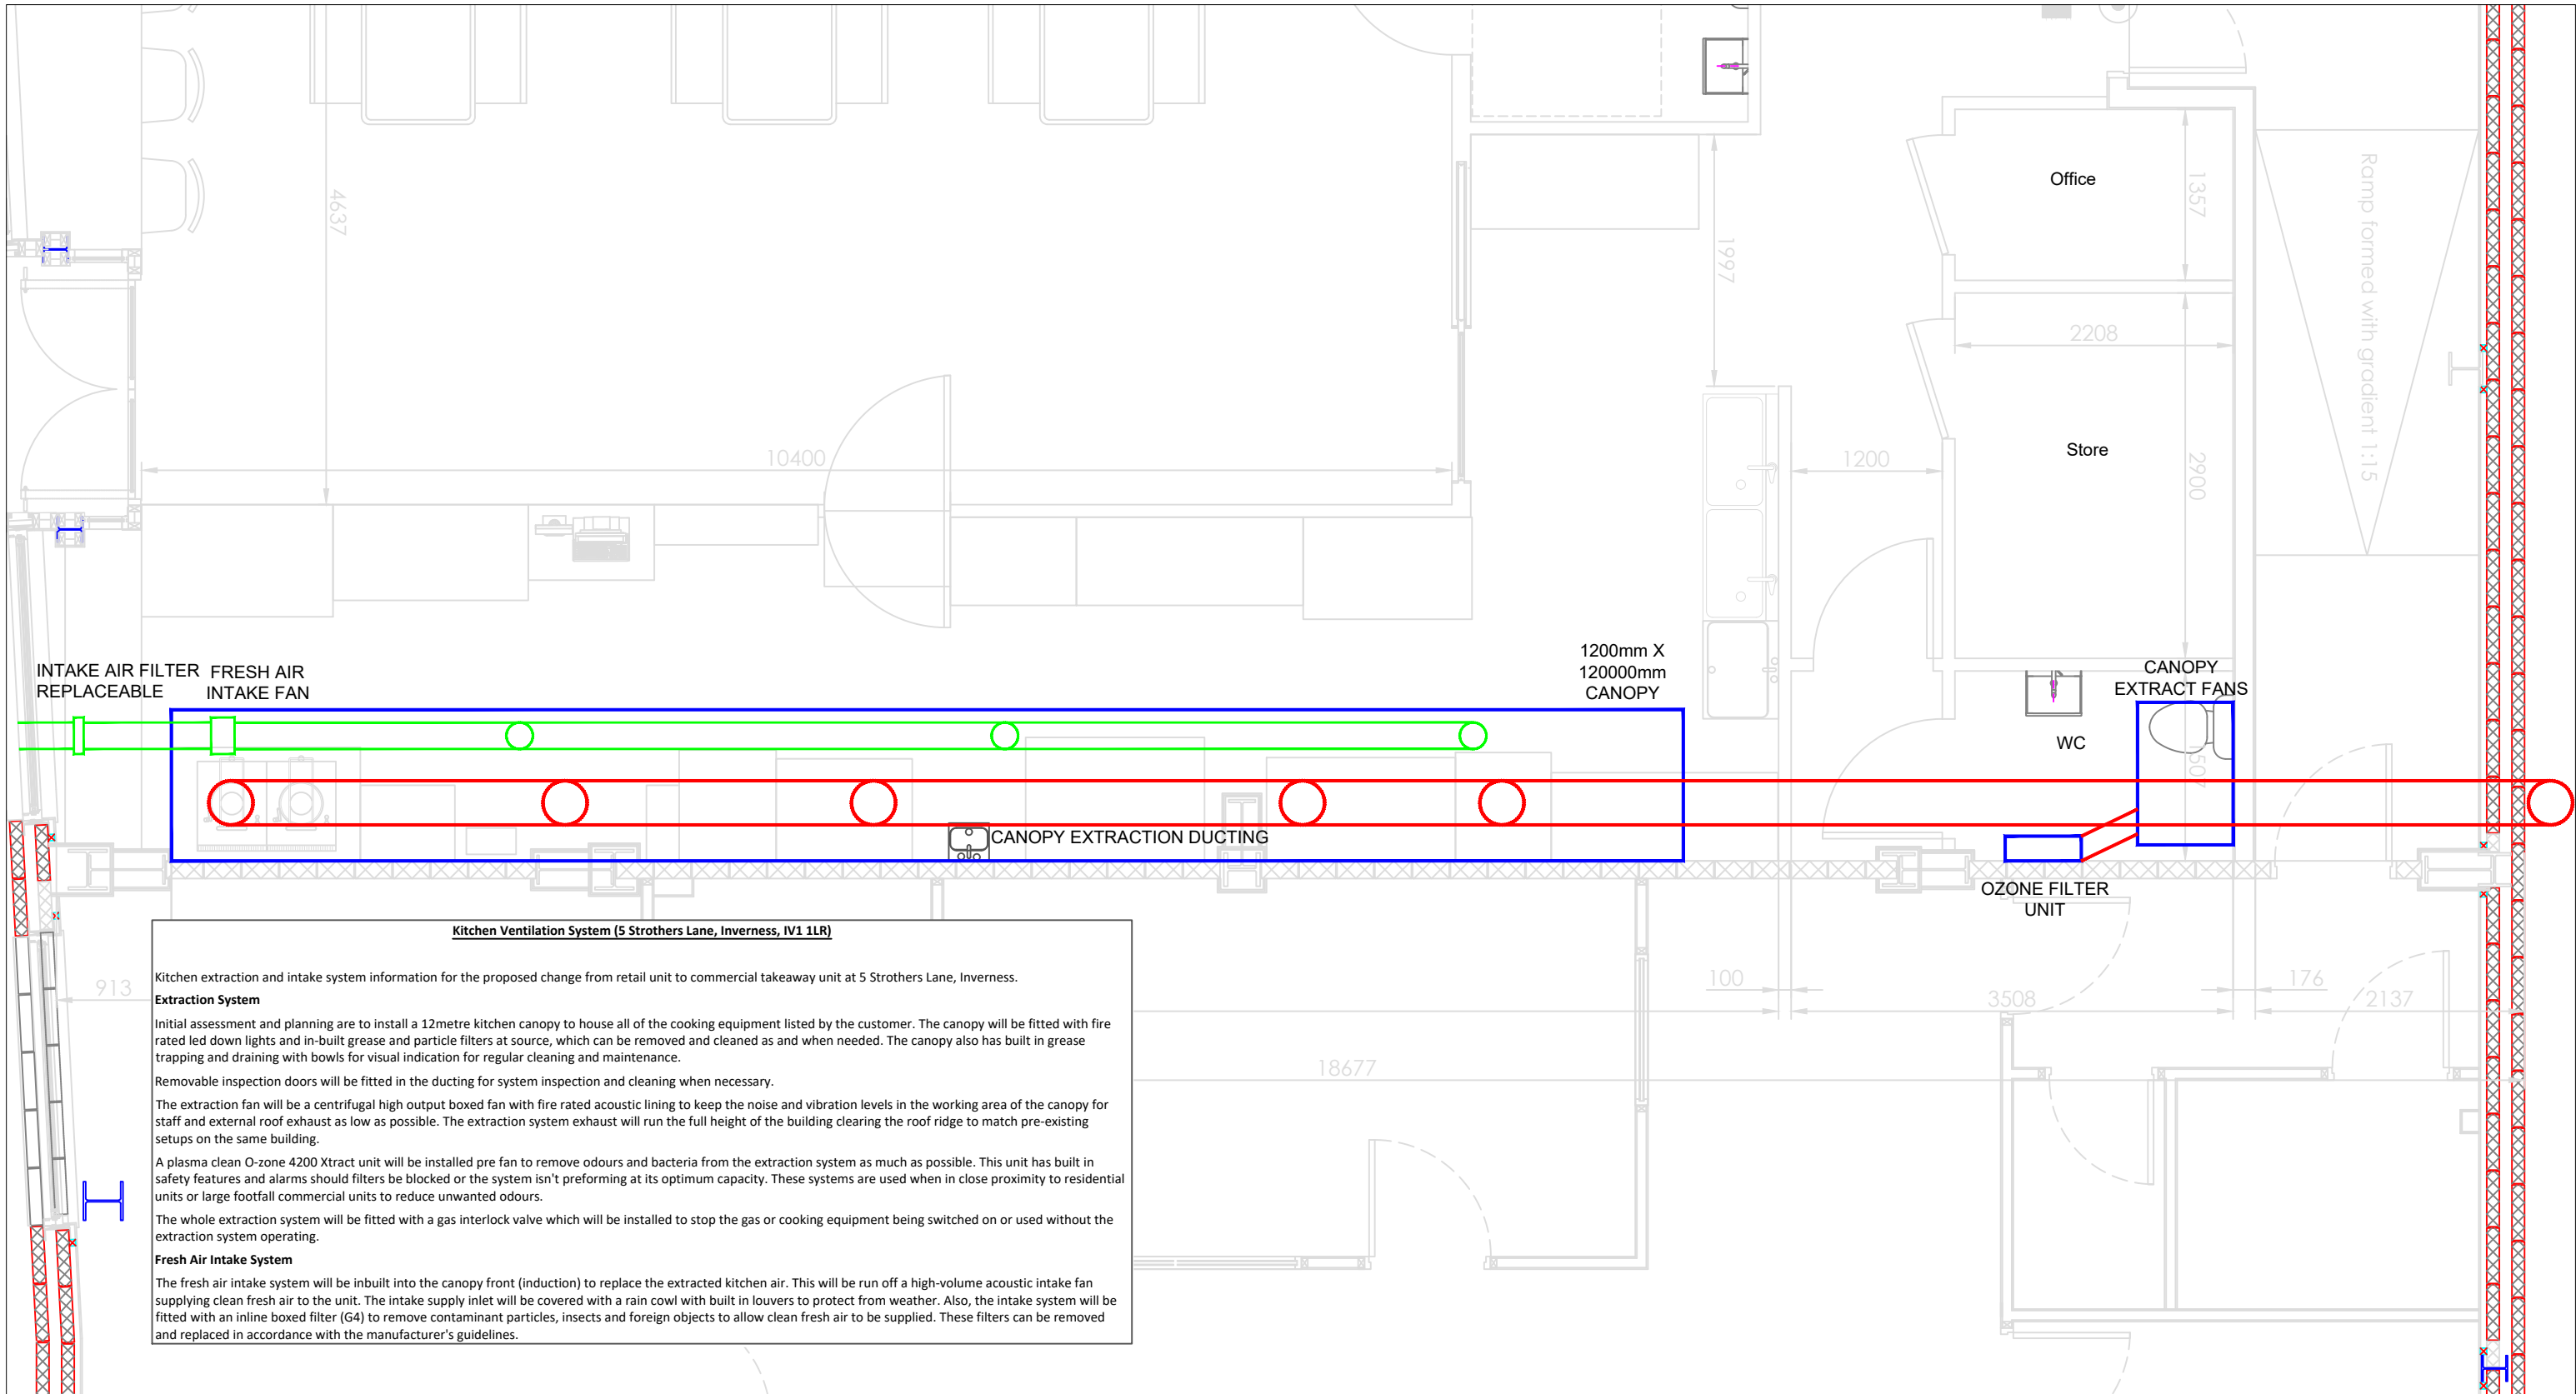 4637
10400
1997
1200
Office
1357
Store
2208
2900
Ramp formed with gradient 1:15
INTAKE AIR FILTER
REPLACEABLE
FRESH AIR
INTAKE FAN
1200mm X
120000mm
CANOPY
CANOPY
EXTRACT FANS
WC
CANOPY EXTRACTION DUCTING
OZONE FILTER
UNIT
913
100
3508
176
2137
18677
Kitchen Ventilation System (5 Strothers Lane, Inverness, IV1 1LR)
Kitchen extraction and intake system information for the proposed change from retail unit to commercial takeaway unit at 5 Strothers Lane, Inverness.
Extraction System
Initial assessment and planning are to install a 12metre kitchen canopy to house all of the cooking equipment listed by the customer. The canopy will be fitted with fire
rated led down lights and in-built grease and particle filters at source, which can be removed and cleaned as and when needed. The canopy also has built in grease
trapping and draining with bowls for visual indication for regular cleaning and maintenance.
Removable inspection doors will be fitted in the ducting for system inspection and cleaning when necessary.
The extraction fan will be a centrifugal high output boxed fan with fire rated acoustic lining to keep the noise and vibration levels in the working area of the canopy for
staff and external roof exhaust as low as possible. The extraction system exhaust will run the full height of the building clearing the roof ridge to match pre-existing
setups on the same building.
A plasma clean O-zone 4200 Xtract unit will be installed pre fan to remove odours and bacteria from the extraction system as much as possible. This unit has built in
safety features and alarms should filters be blocked or the system isn't preforming at its optimum capacity. These systems are used when in close proximity to residential
units or large footfall commercial units to reduce unwanted odours.
The whole extraction system will be fitted with a gas interlock valve which will be installed to stop the gas or cooking equipment being switched on or used without the
extraction system operating.
Fresh Air Intake System
The fresh air intake system will be inbuilt into the canopy front (induction) to replace the extracted kitchen air. This will be run off a high-volume acoustic intake fan
supplying clean fresh air to the unit. The intake supply inlet will be covered with a rain cowl with built in louvers to protect from weather. Also, the intake system will be
fitted with an inline boxed filter (G4) to remove contaminant particles, insects and foreign objects to allow clean fresh air to be supplied. These filters can be removed
and replaced in accordance with the manufacturer's guidelines.